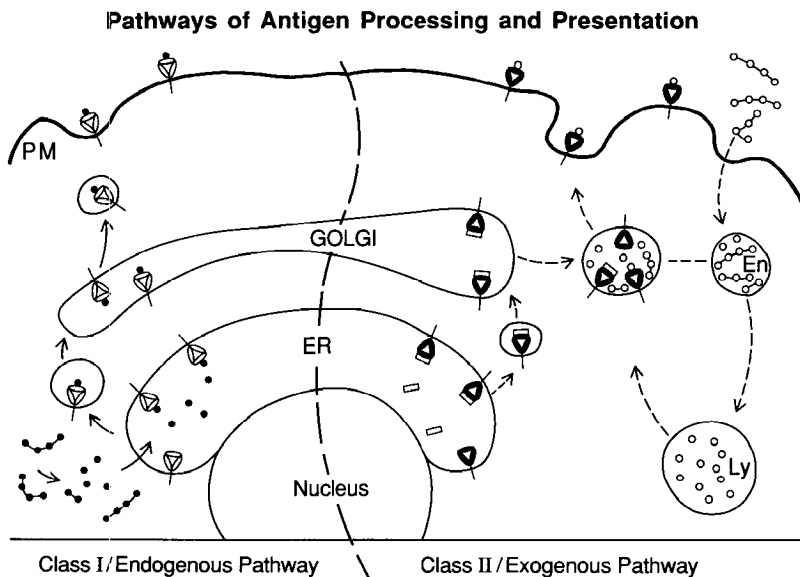 Pathways of Antigen Processing and Presentation
PM
GOLGI
En
ER
Ly
Nucleus
Class I/Endogenous Pathway
Class II/Exogenous Pathway